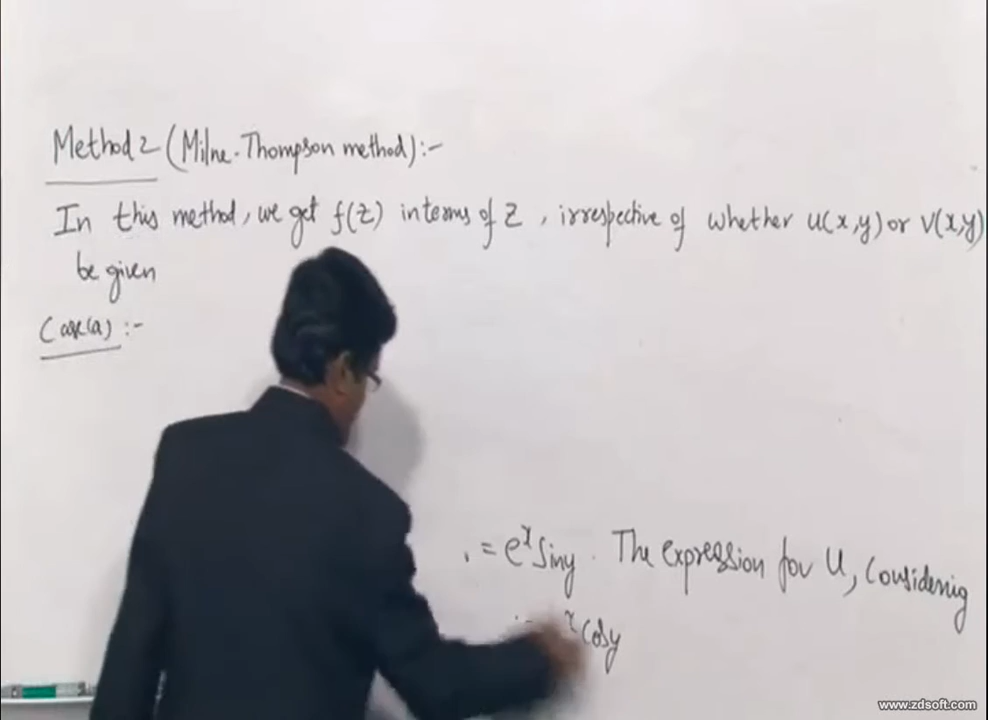 Method 2 (Milne-Thompson method):-
In this method, we get f(z) in terms of z, irrespective of whether u(x,y) or v(x,y)
be given
Case(a) :-
= e^x Siny. The expression for u, Considering
x Cosy
www.zdsoft.com